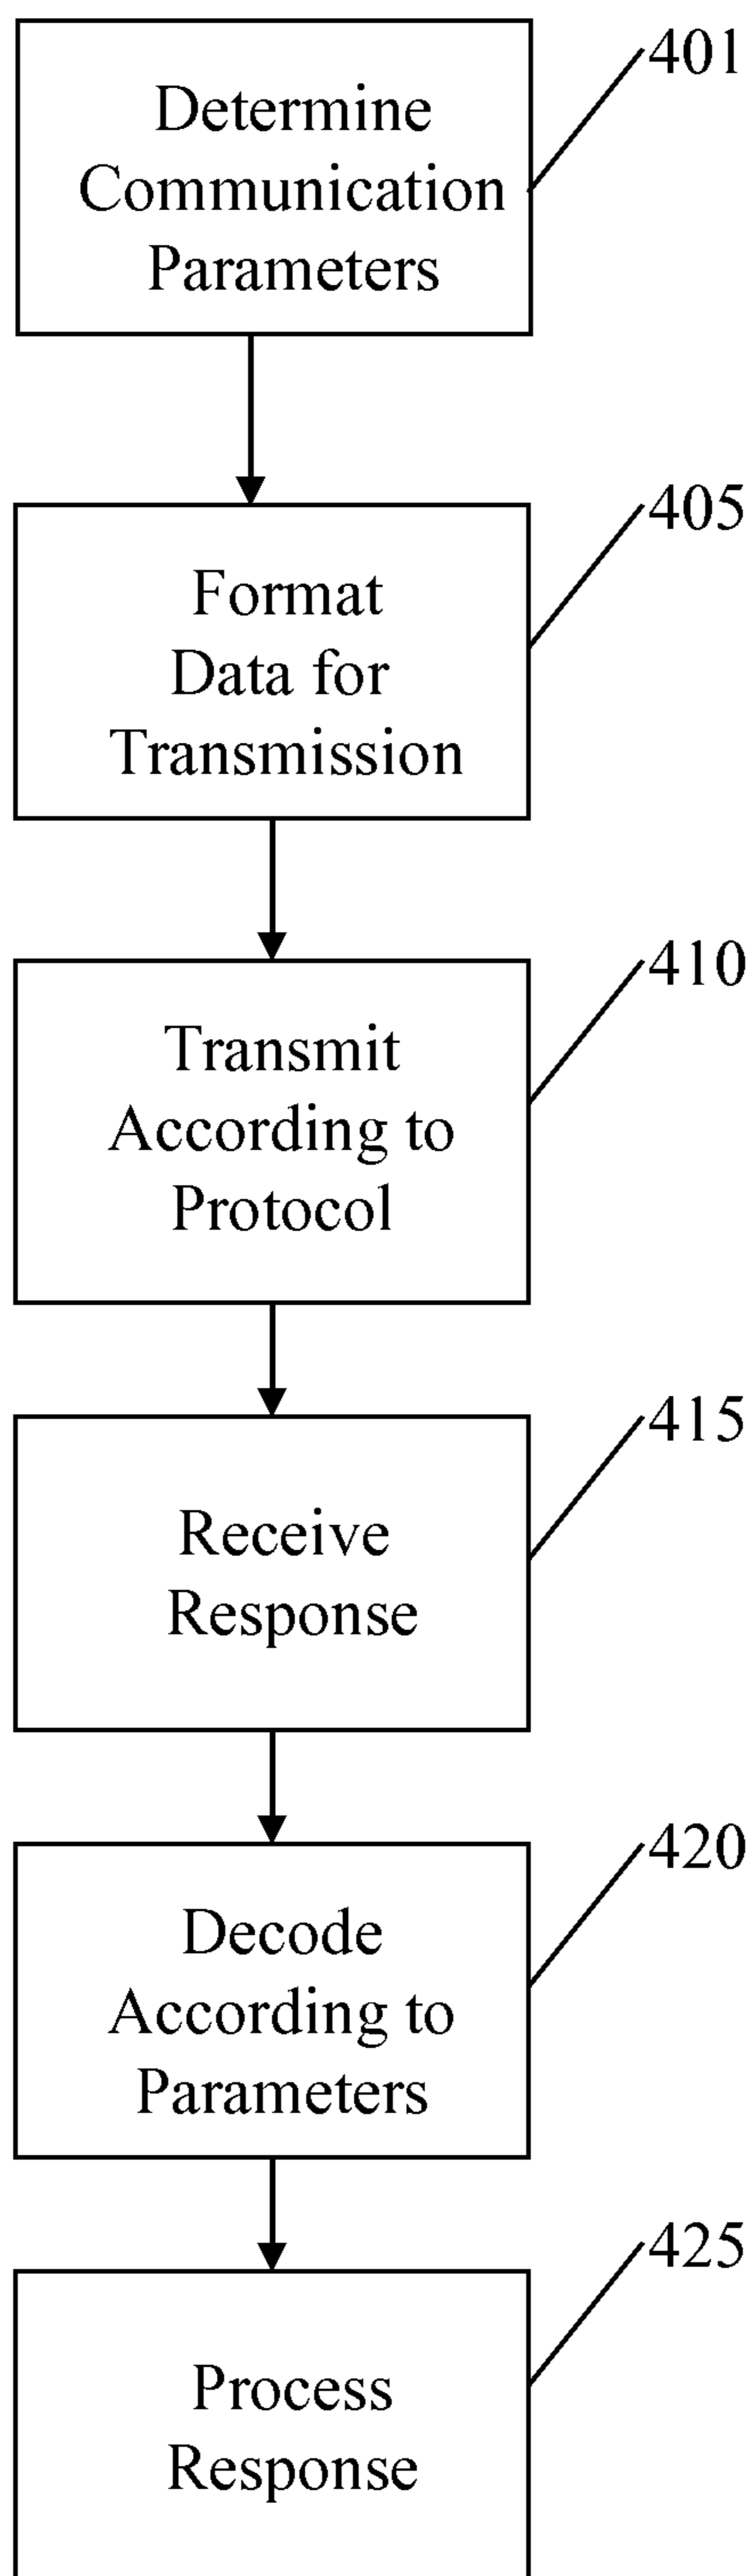 Determine
Communication
Parameters
401
Format
Data for
Transmission
405
Transmit
According to
Protocol
410
Receive
Response
415
Decode
According to
Parameters
420
Process
Response
425